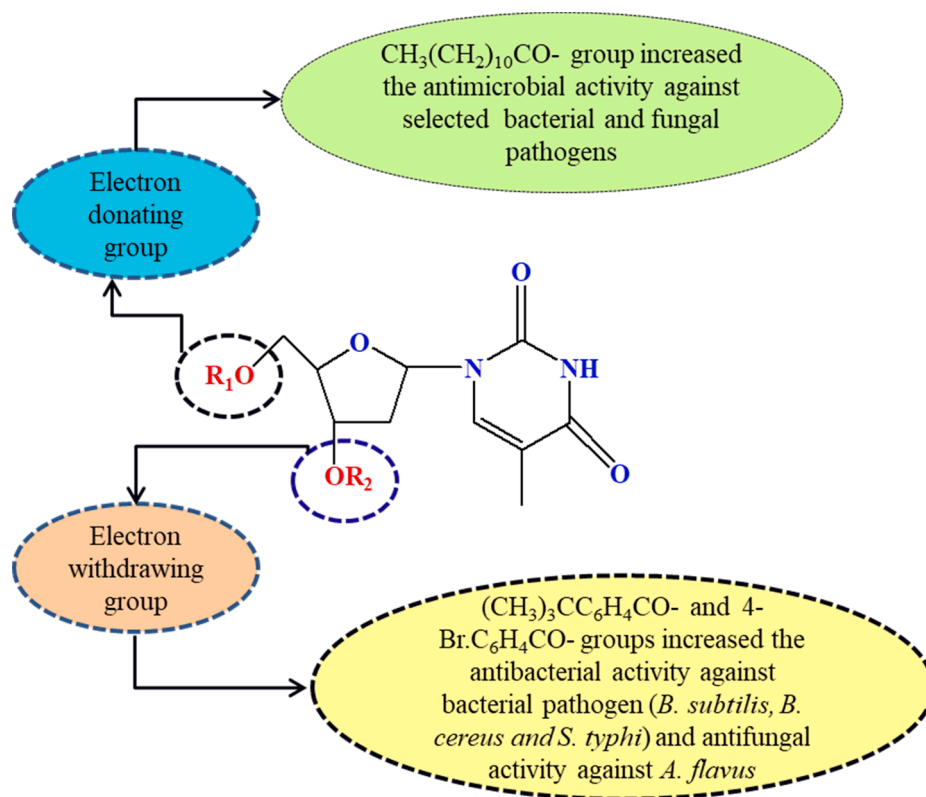 CH₃(CH₂)₁₀CO- group increased
the antimicrobial activity against
selected bacterial and fungal
pathogens
Electron
donating
group
O
R₁O
O
N
NH
OR₂
O
Electron
withdrawing
group
(CH₃)₃CC₆H₄CO- and 4-
Br.C₆H₄CO- groups increased the
antibacterial activity against
bacterial pathogen (B. subtilis, B.
cereus and S. typhi) and antifungal
activity against A. flavus